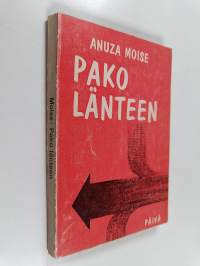 ANUZA MOISE
PAKO
LÄNTEEN
PÄIVÄ
Moise: Pako länteen